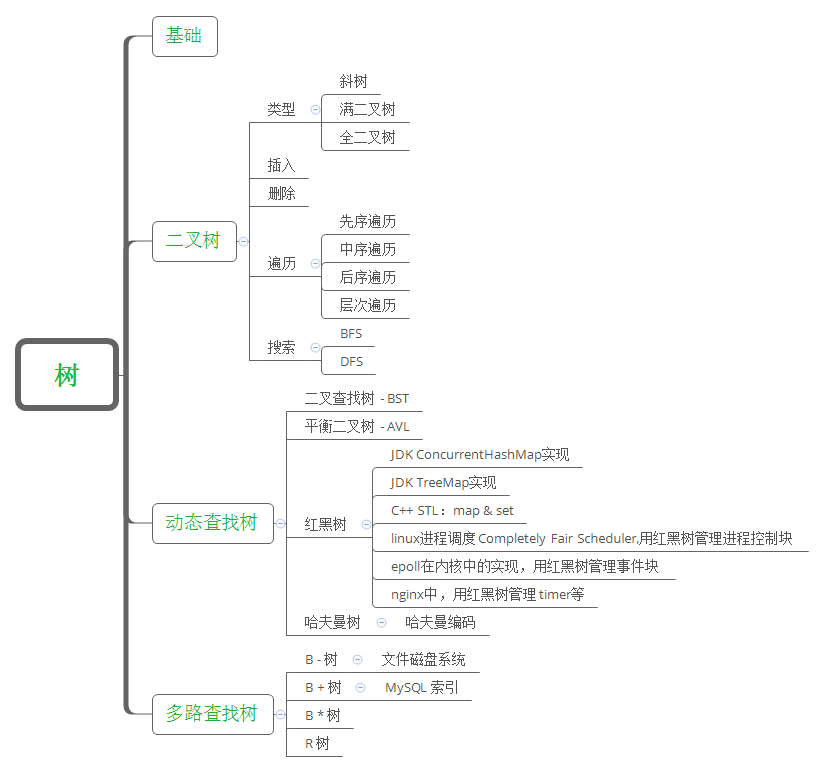 树
基础
二叉树
类型
斜树
满二叉树
全二叉树
插入
删除
遍历
先序遍历
中序遍历
后序遍历
层次遍历
搜索
BFS
DFS
动态查找树
二叉查找树 - BST
平衡二叉树 - AVL
红黑树
JDK ConcurrentHashMap实现
JDK TreeMap实现
C++ STL：map & set
linux进程调度 Completely Fair Scheduler,用红黑树管理进程控制块
epoll在内核中的实现，用红黑树管理事件块
nginx中，用红黑树管理 timer等
哈夫曼树
哈夫曼编码
多路查找树
B - 树
文件磁盘系统
B + 树
MySQL 索引
B * 树
R 树